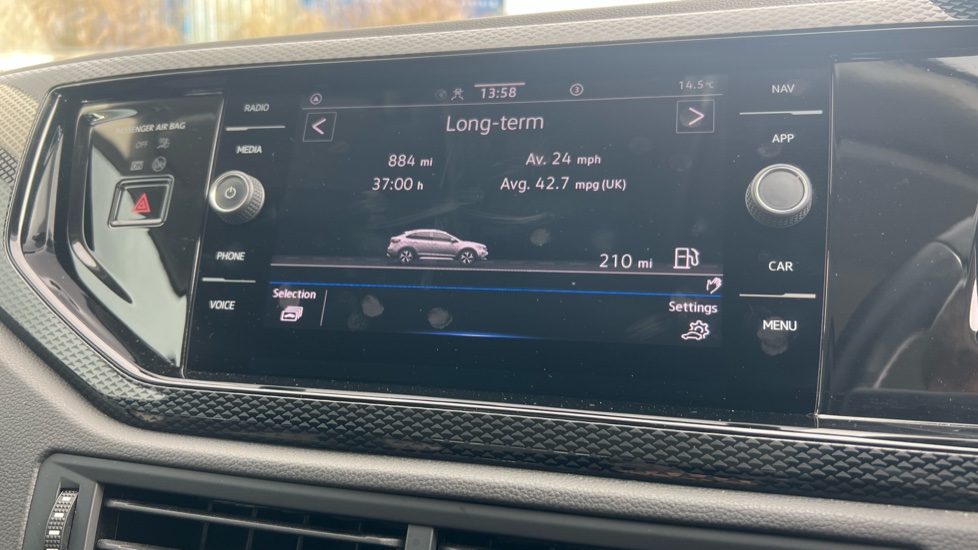 13:58
14.5°C
3
Long-term
884 mi
Av. 24 mph
37:00 h
Avg. 42.7 mpg (UK)
210 mi
Selection
Settings
PASSENGER AIR BAG
OFF
RADIO
MEDIA
PHONE
VOICE
NAV
APP
CAR
MENU